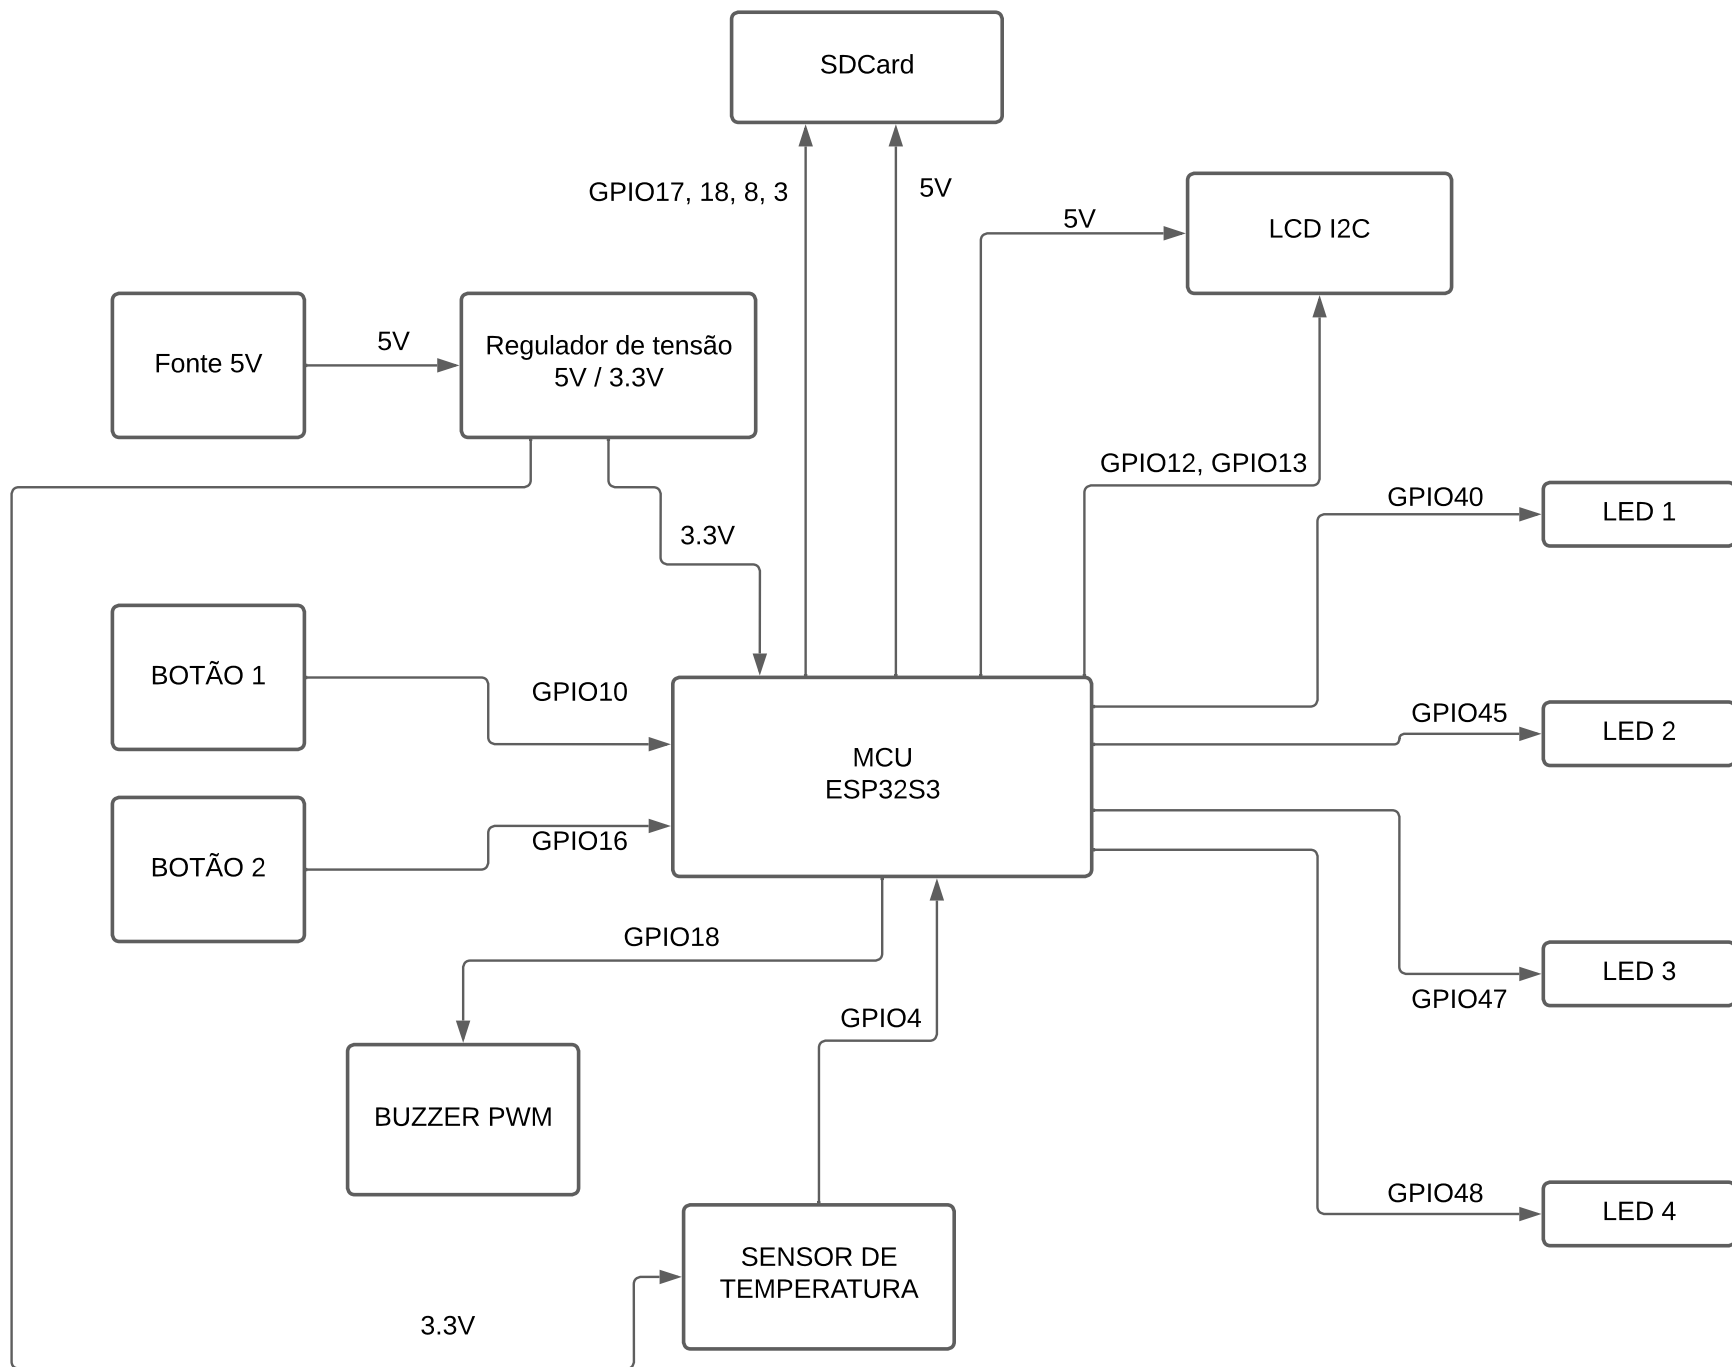 SDCard
GPIO17, 18, 8, 3
5V
5V
LCD I2C
Fonte 5V
5V
Regulador de tensão
5V / 3.3V
GPIO12, GPIO13
GPIO40
LED 1
3.3V
BOTÃO 1
GPIO10
MCU
ESP32S3
GPIO45
LED 2
BOTÃO 2
GPIO16
GPIO18
GPIO4
LED 3
GPIO47
BUZZER PWM
GPIO48
LED 4
SENSOR DE
TEMPERATURA
3.3V